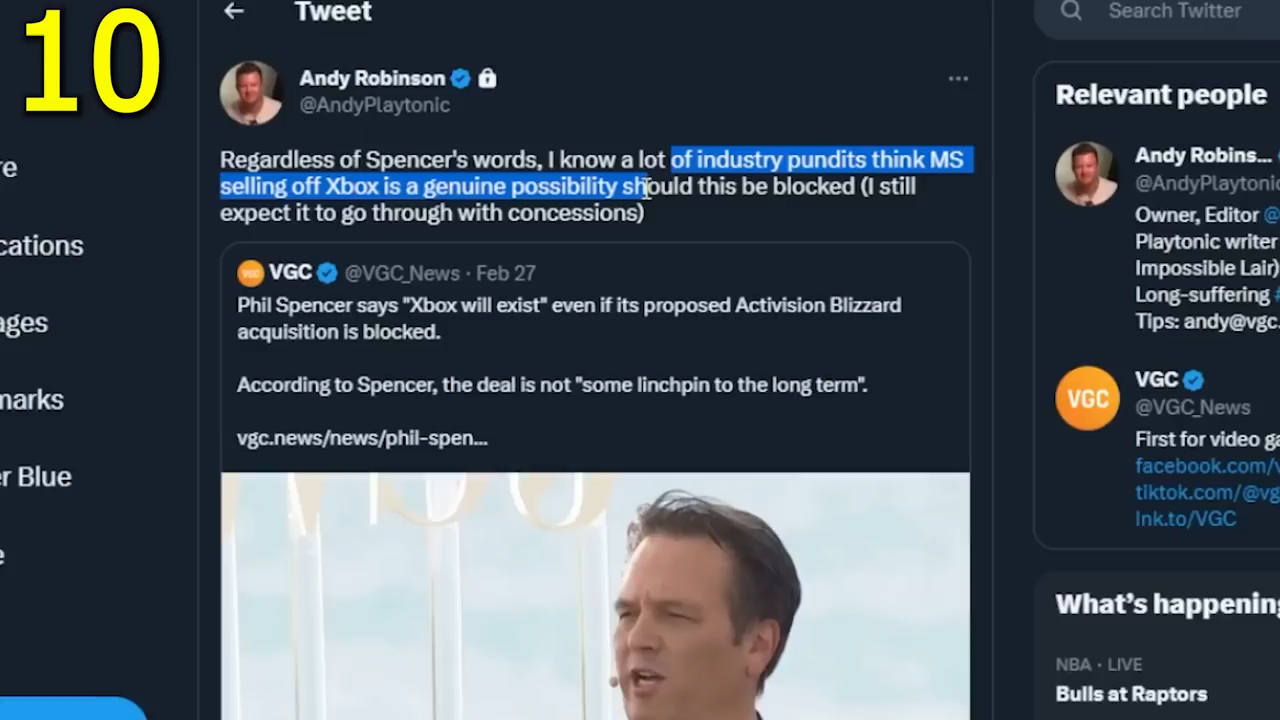 10
Tweet
Search Twitter
Andy Robinson
@AndyPlaytonic
Regardless of Spencer's words, I know a lot of industry pundits think MS
selling off Xbox is a genuine possibility should this be blocked (I still
expect it to go through with concessions)
VGC @VGC_News · Feb 27
Phil Spencer says "Xbox will exist" even if its proposed Activision Blizzard
acquisition is blocked.
According to Spencer, the deal is not "some linchpin to the long term".
vgc.news/news/phil-spen...
re
cations
ages
marks
r Blue
e
Relevant people
Andy Robins...
@AndyPlaytonic
Owner, Editor @
Playtonic writer
Impossible Lair)
Long-suffering #
Tips: andy@vgc.
VGC
VGC
@VGC_News
First for video ga
facebook.com/v
tiktok.com/@vg
lnk.to/VGC
What's happening
NBA · LIVE
Bulls at Raptors